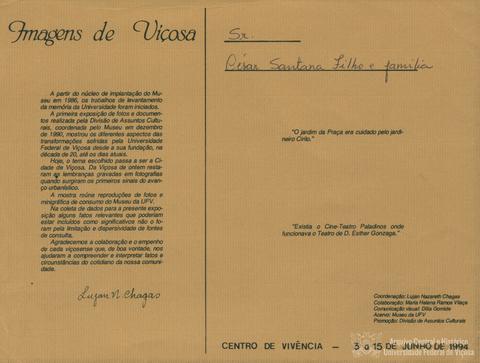 Imagens de Viçosa
A partir do núcleo de implantação do Mu-
seu em 1986, os trabalhos de levantamento
da memória da Universidade foram iniciados.
A primeira exposição de fotos e documen-
tos realizada pela Divisão de Assuntos Cultu-
rais, coordenada pelo Museu em dezembro
de 1990, mostrou os diferentes aspectos das
transformações sofridas pela Universidade
Federal de Viçosa desde a sua fundação, na
década de 20, até os dias atuais.
Hoje, o tema escolhido passa a ser a Ci-
dade de Viçosa. Da Viçosa de ontem restam
as lembranças gravadas em fotografias
quando surgiram os primeiros sinais do avan-
ço urbanístico.
A mostra reúne reproduções de fotos e
minigráfica de consumo do Museu da UFV.
Na coleta de dados para a presente expo-
sição alguns fatos relevantes que poderiam
estar incluídos como significativos não o fo-
ram pela limitação e dispersividade de fontes
de consulta.
Agradecemos a colaboração e o empenho
de cada viçosense que, de boa vontade, nos
ajudaram a compreender e interpretar fatos e
circunstâncias do cotidiano da nossa comuni-
dade.
Lujan N. Chagas
Sr.
César Santana Filho e família
"O jardim da Praça era cuidado pelo jardi-
neiro Cirilo."
"Existia o Cine-Teatro Paladinos onde
funcionava o Teatro de D. Esther Gonzaga."
Coordenação: Lujan Nazareth Chagas
Colaboração: Maria Helena Ramos Vilaça
Comunicação visual: Dilla Gomide
Acervo: Museu da UFV
Promoção: Divisão de Assuntos Culturais
CENTRO DE VIVÊNCIA - 3 a 15 DE JUNHO DE 1994
Arquivo Central e Histórico
Universidade Federal de Viçosa